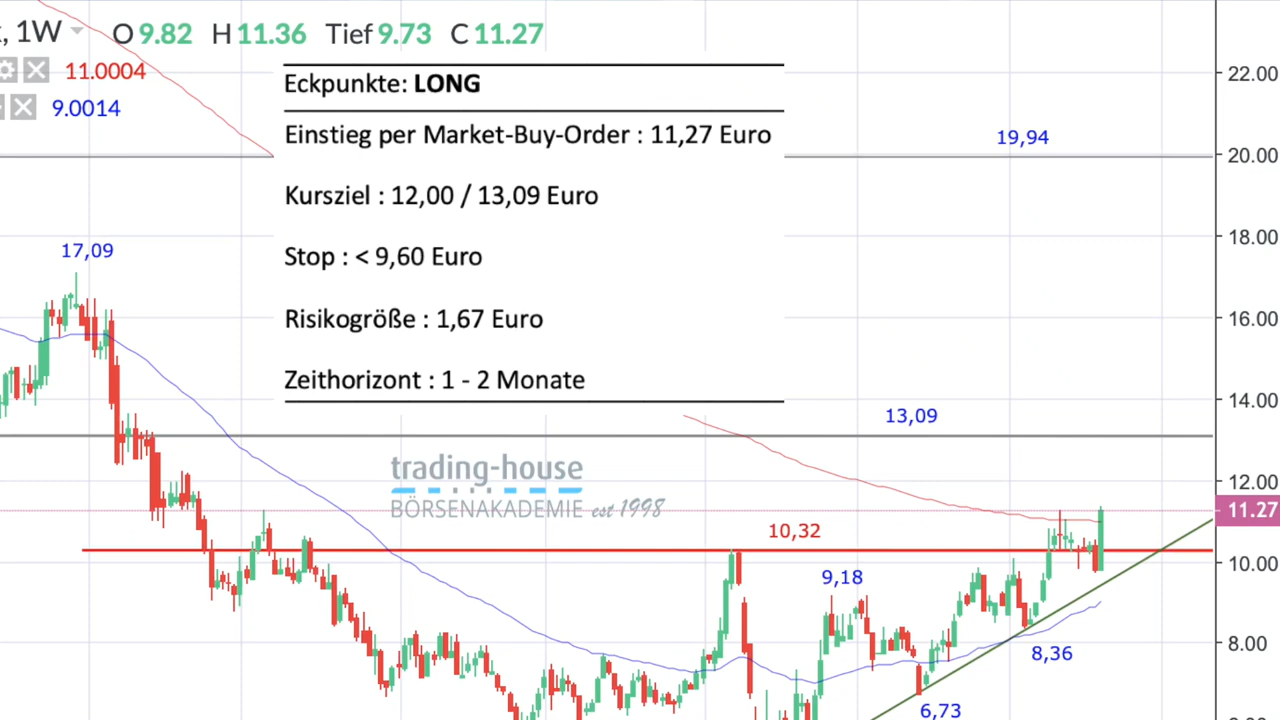 , 1W O 9.82 H 11.36 Tief 9.73 C 11.27
11.0004
9.0014
Eckpunkte: LONG
Einstieg per Market-Buy-Order : 11,27 Euro
Kursziel : 12,00 / 13,09 Euro
Stop : < 9,60 Euro
Risikogröße : 1,67 Euro
Zeithorizont : 1 - 2 Monate
22.00
19,94
20.00
17,09
18.00
16.00
14.00
13,09
trading-house
BÖRSENAKADEMIE est 1998
12.00
11.27
10,32
10.00
9,18
8.00
8,36
6,73